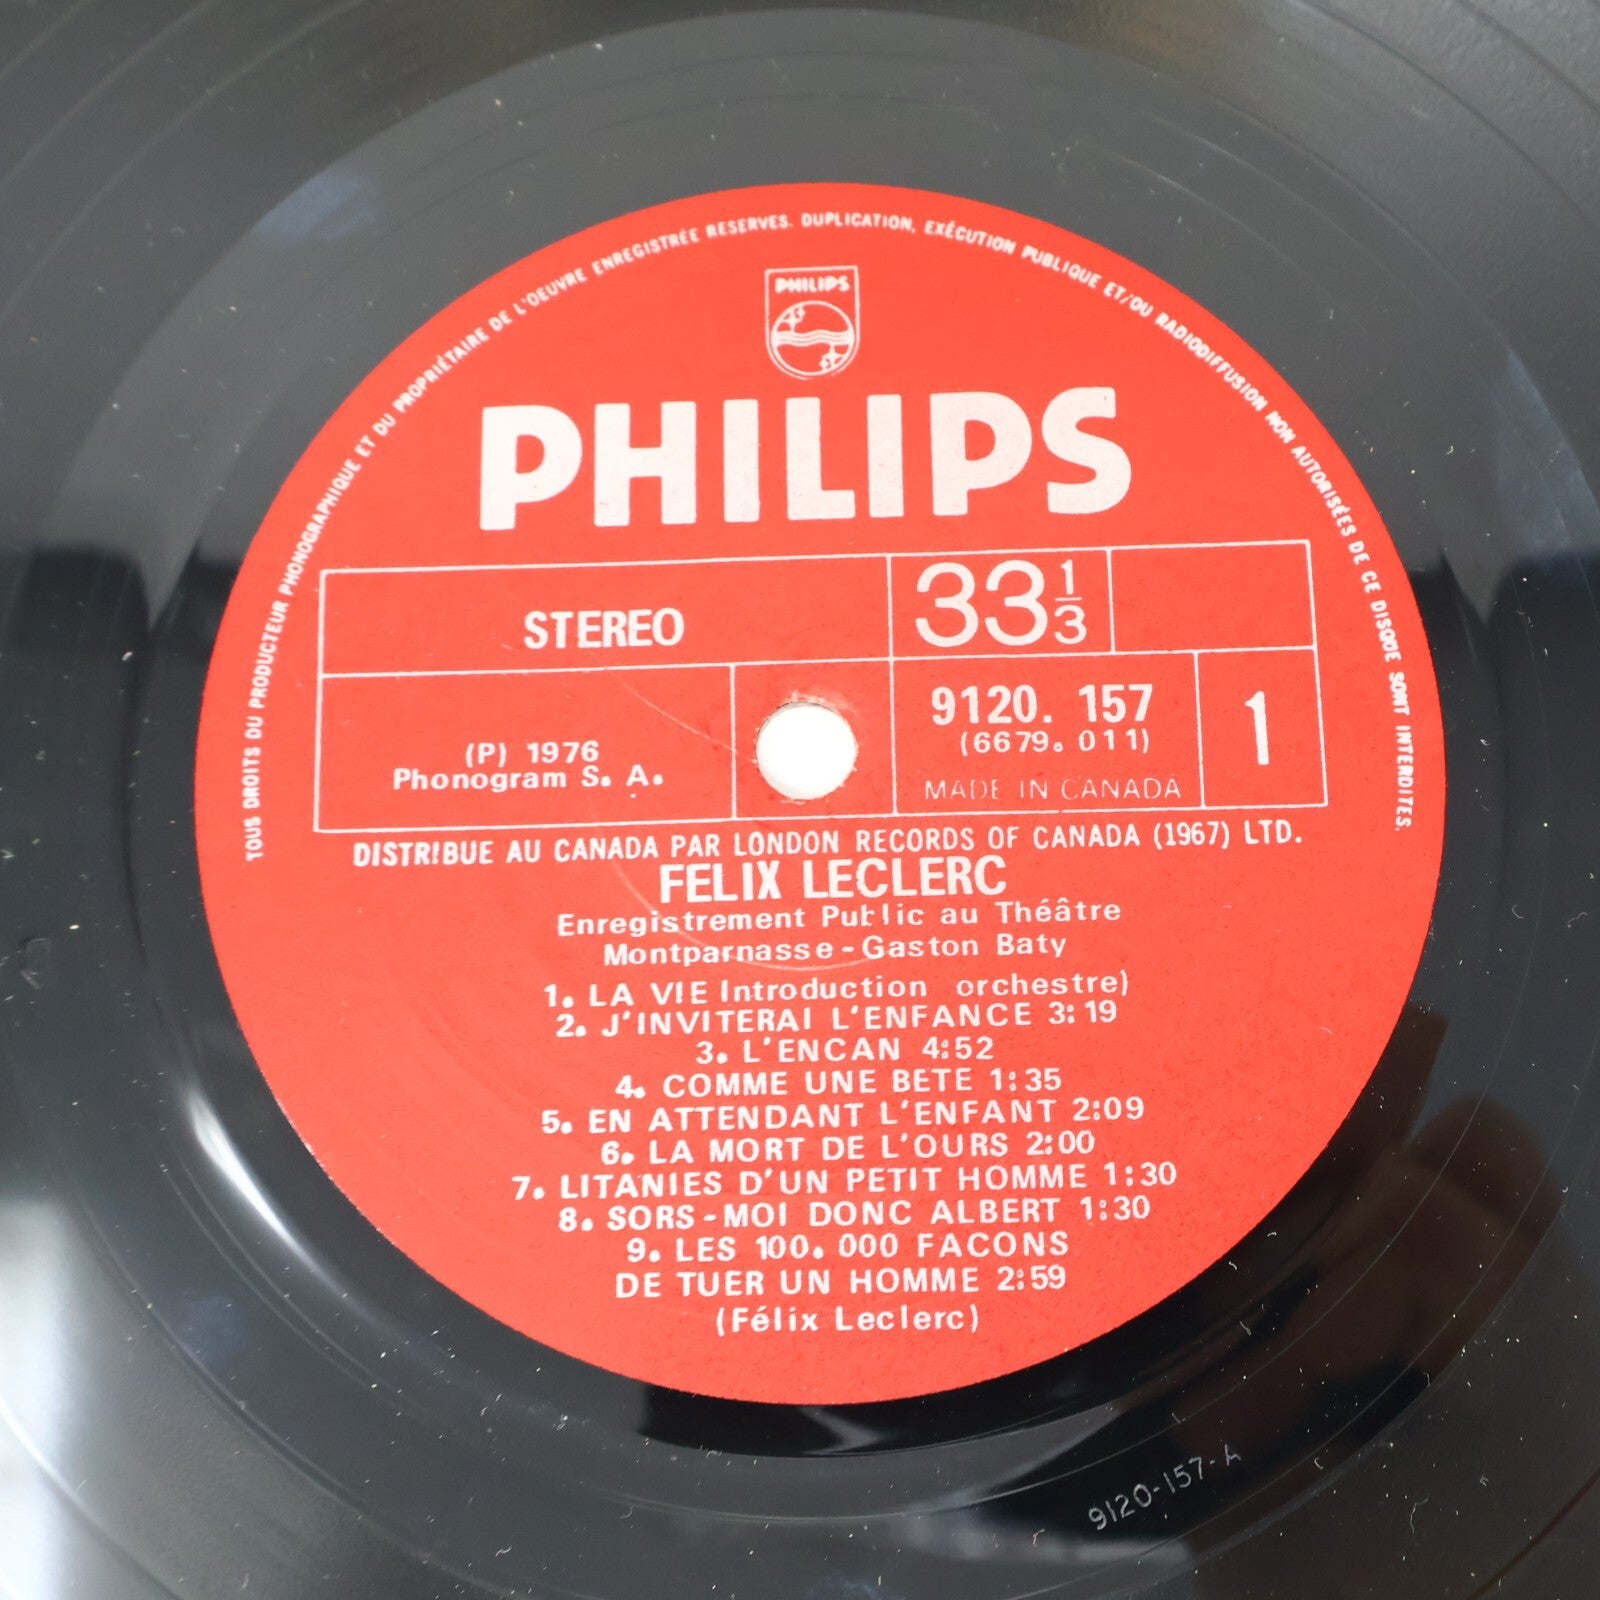 TOUS DROITS DU PRODUCTEUR PHONOGRAPHIQUE ET DU PROPRIÉTAIRE DE L'OEUVRE ENREGISTRÉE RESERVES. DUPLICATION, EXÉCUTION PUBLIQUE ET/OU RADIODIFFUSION NON AUTORISÉES DE CE DISQUE SONT INTERDITES.
PHILIPS
PHILIPS
STEREO
33 1/3
(P) 1976
Phonogram S. A.
9120. 157
(6679.011)
MADE IN CANADA
1
DISTRIBUE AU CANADA PAR LONDON RECORDS OF CANADA (1967) LTD.
FELIX LECLERC
Enregistrement Public au Théâtre
Montparnasse-Gaston Baty
1. LA VIE Introduction orchestre)
2. J'INVITERAI L'ENFANCE 3:19
3. L'ENCAN 4:52
4. COMME UNE BETE 1:35
5. EN ATTENDANT L'ENFANT 2:09
6. LA MORT DE L'OURS 2:00
7. LITANIES D'UN PETIT HOMME 1:30
8. SORS-MOI DONC ALBERT 1:30
9. LES 100.000 FACONS
DE TUER UN HOMME 2:59
(Félix Leclerc)
9120-157-A